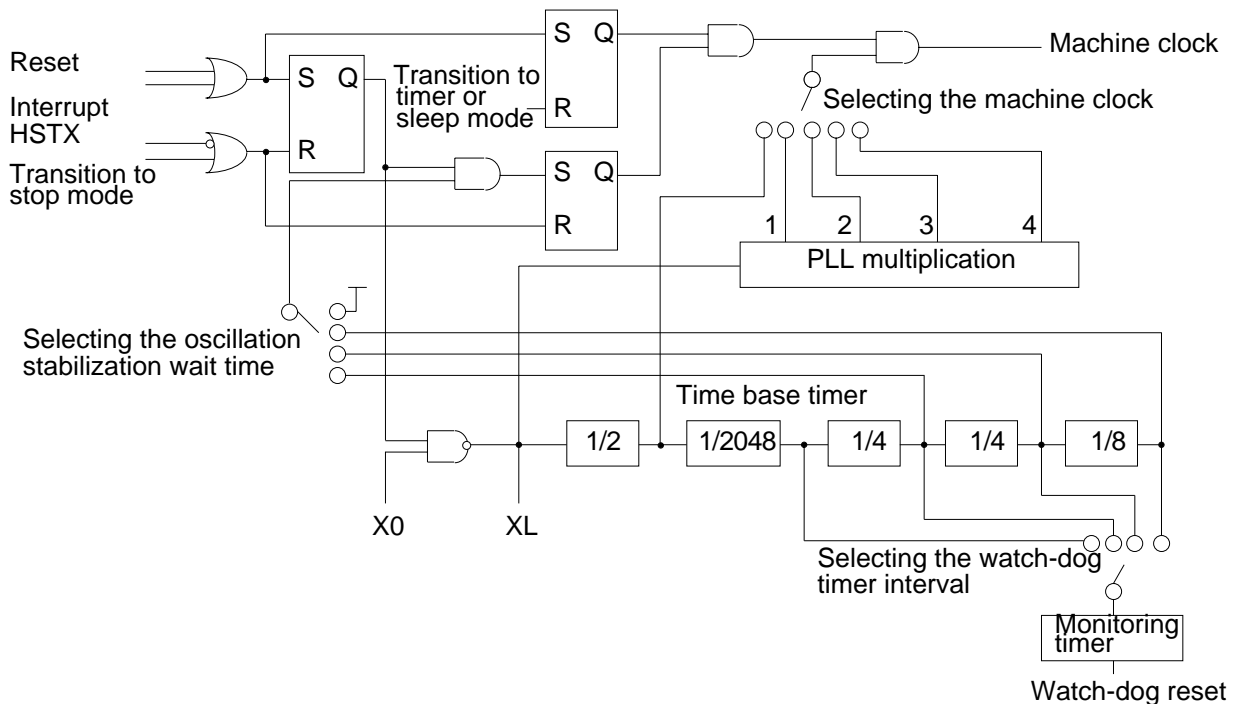 S Q
Machine clock
Reset
S Q
Transition to
timer or
sleep mode
R
Selecting the machine clock
Interrupt
HSTX
R
Transition to
stop mode
S Q
R
1 2 3 4
PLL multiplication
Selecting the oscillation
stabilization wait time
Time base timer
1/2 1/2048 1/4 1/4 1/8
X0 XL
Selecting the watch-dog
timer interval
Monitoring
timer
Watch-dog reset